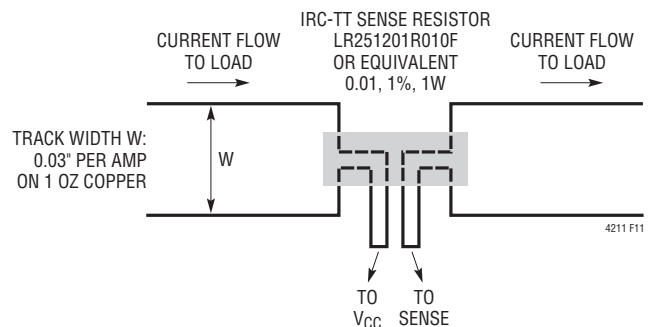 IRC-TT SENSE RESISTOR
LR251201R010F
OR EQUIVALENT
0.01, 1%, 1W
CURRENT FLOW
TO LOAD
CURRENT FLOW
TO LOAD
TRACK WIDTH W:
0.03" PER AMP
ON 1 OZ COPPER
W
4211 F11
TO
VCC
TO
SENSE